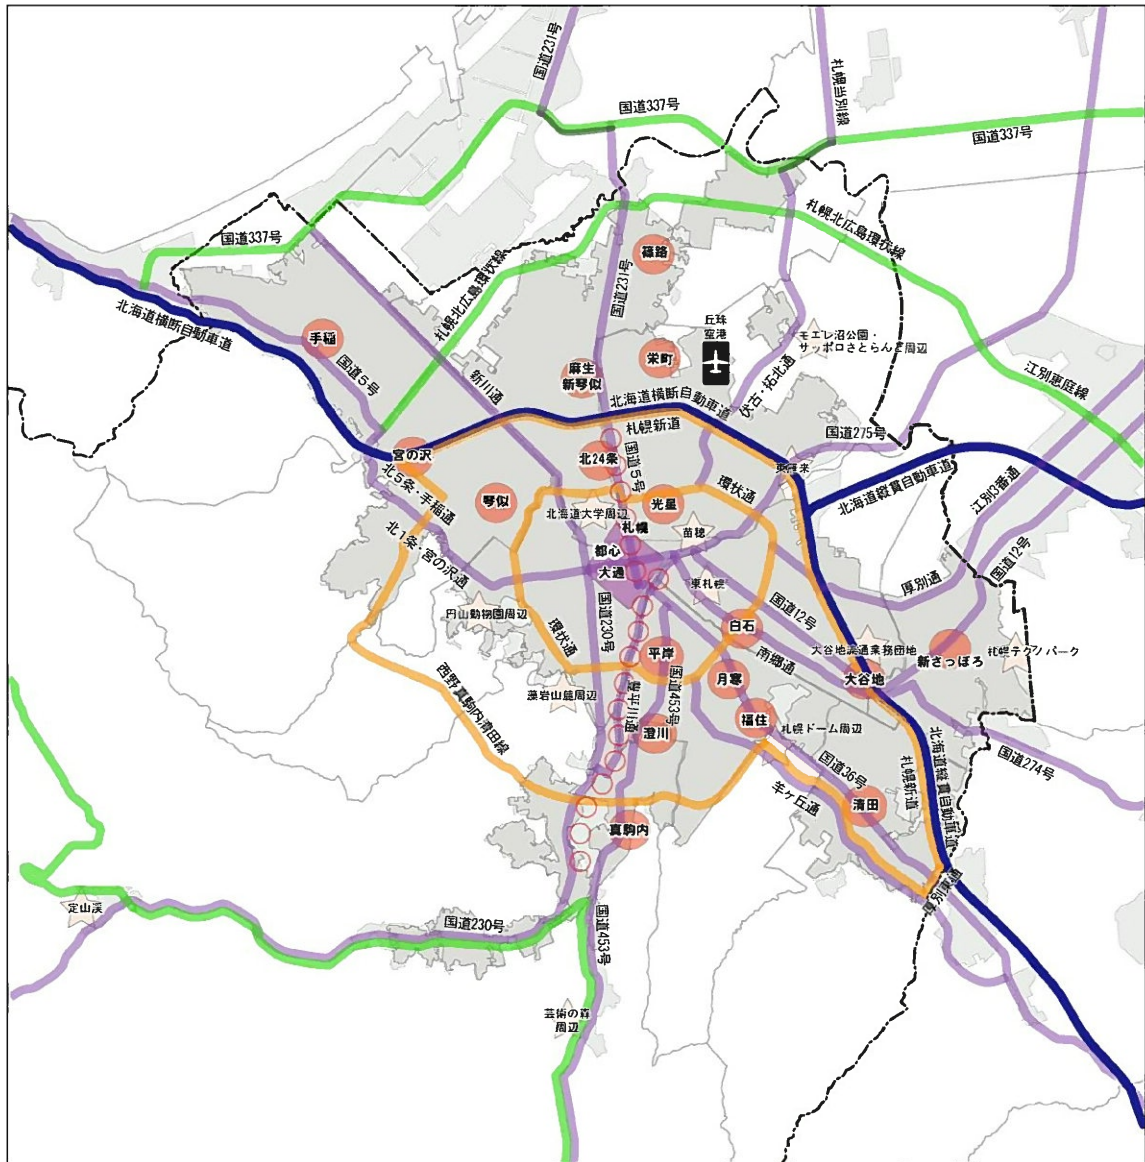 国道231号
札幌当別線
国道337号
国道337号
国道337号
札幌北広島環状線
札幌北広島環状線
篠路
国道231号
丘珠
空港
モエレ沼公園・
サッポロさとらんど周辺
北海道横断自動車道
手稲
国道5号
新川通
麻生
新琴似
栄町
伏古・拓北通
江別恵庭線
北海道横断自動車道
札幌新道
国道275号
宮の沢
北24条
国道5号
東雁来
北海道縦貫自動車道
江別3番通
北5条・手稲通
琴似
環状通
北海道大学周辺
光星
札幌
苗穂
国道12号
北1条・宮の沢通
都心
大通
東札幌
厚別通
円山動物園周辺
国道230号
白石
国道12号
環状通
平岸
南郷通
大谷地流通業務団地
新さっぽろ
札幌テクノパーク
西野真駒内清田線
藻岩山麓周辺
国道453号
月寒
大谷地
福住
札幌ドーム周辺
澄川
国道36号
羊ケ丘通
清田
札幌新道
北海道縦貫自動車道
国道274号
真駒内
厚別東通
定山渓
国道230号
国道453号
芸術の森
周辺